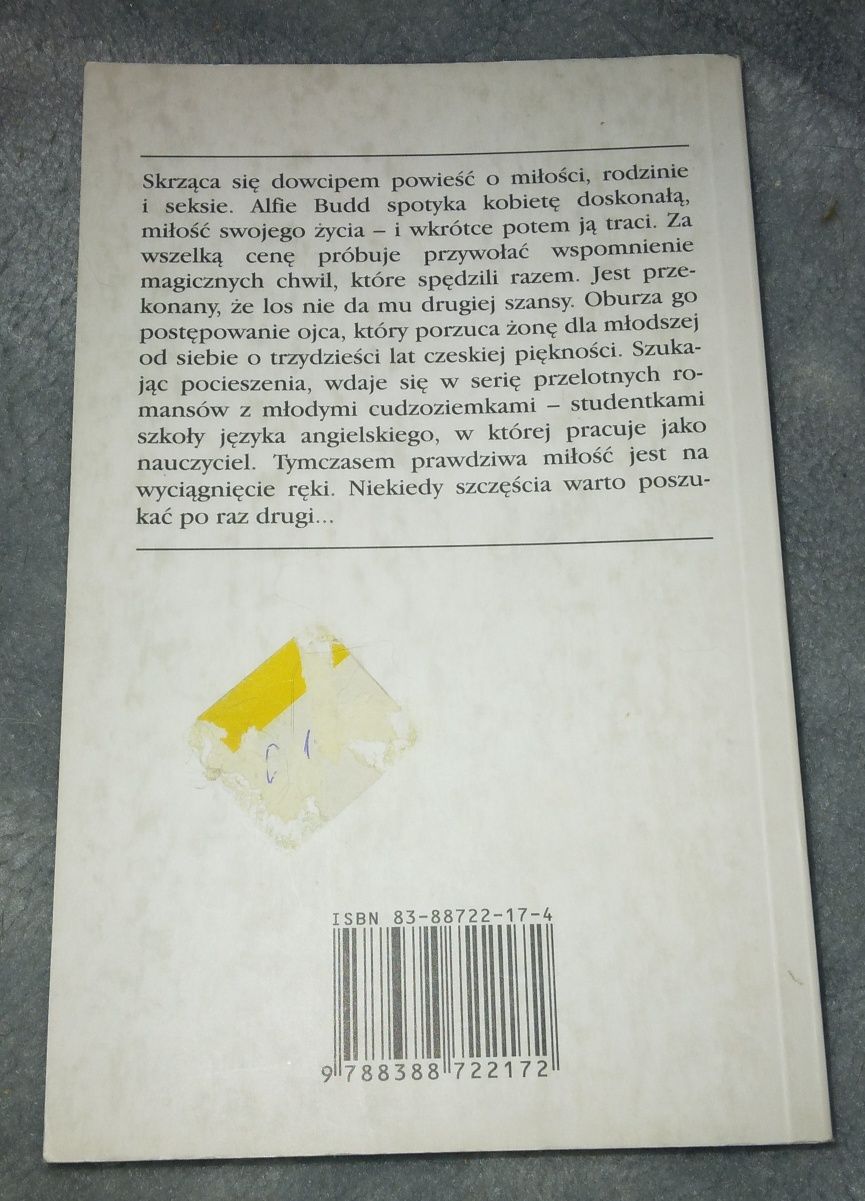 Skrząca się dowcipem powieść o miłości, rodzinie
i seksie. Alfie Budd spotyka kobietę doskonałą,
miłość swojego życia – i wkrótce potem ją traci. Za
wszelką cenę próbuje przywołać wspomnienie
magicznych chwil, które spędzili razem. Jest prze-
konany, że los nie da mu drugiej szansy. Oburza go
postępowanie ojca, który porzuca żonę dla młodszej
od siebie o trzydzieści lat czeskiej piękności. Szuka-
jąc pocieszenia, wdaje się w serię przelotnych ro-
mansów z młodymi cudzoziemkami – studentkami
szkoły języka angielskiego, w której pracuje jako
nauczyciel. Tymczasem prawdziwa miłość jest na
wyciągnięcie ręki. Niekiedy szczęścia warto poszu-
kać po raz drugi...
ISBN 83-88722-17-4
9 788388 722172